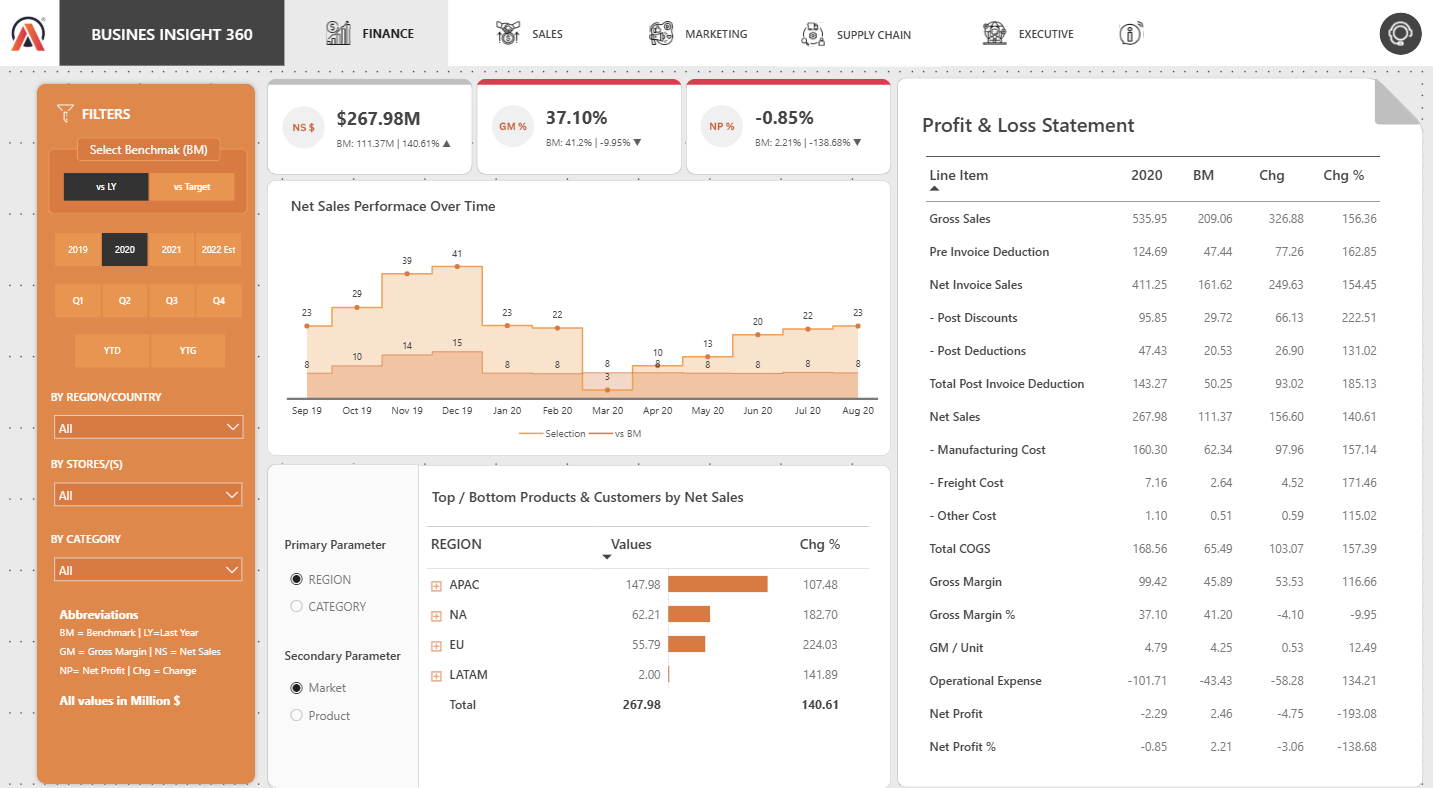 BUSINES INSIGHT 360
FINANCE
SALES
MARKETING
SUPPLY CHAIN
EXECUTIVE
FILTERS
Select Benchmak (BM)
vs LY vs Target
2019 2020 2021 2022 Est
Q1 Q2 Q3 Q4
YTD YTG
BY REGION/COUNTRY
All
BY STORES/(S)
All
BY CATEGORY
All
Abbreviations
BM = Benchmark | LY=Last Year
GM = Gross Margin | NS = Net Sales
NP= Net Profit | Chg = Change
All values in Million $
NS $
$267.98M
BM: 111.37M | 140.61% ▲
GM %
37.10%
BM: 41.2% | -9.95% ▼
NP %
-0.85%
BM: 2.21% | -138.68% ▼
Net Sales Performace Over Time
23 29 39 41 23 22 3 10 13 20 22 23
8 10 14 15 8 8 8 8 8 8 8 8
Sep 19 Oct 19 Nov 19 Dec 19 Jan 20 Feb 20 Mar 20 Apr 20 May 20 Jun 20 Jul 20 Aug 20
Selection vs BM
Primary Parameter
REGION
CATEGORY
Secondary Parameter
Market
Product
Top / Bottom Products & Customers by Net Sales
REGION Values Chg %
APAC 147.98 107.48
NA 62.21 182.70
EU 55.79 224.03
LATAM 2.00 141.89
Total 267.98 140.61
Profit & Loss Statement
Line Item 2020 BM Chg Chg %
Gross Sales 535.95 209.06 326.88 156.36
Pre Invoice Deduction 124.69 47.44 77.26 162.85
Net Invoice Sales 411.25 161.62 249.63 154.45
- Post Discounts 95.85 29.72 66.13 222.51
- Post Deductions 47.43 20.53 26.90 131.02
Total Post Invoice Deduction 143.27 50.25 93.02 185.13
Net Sales 267.98 111.37 156.60 140.61
- Manufacturing Cost 160.30 62.34 97.96 157.14
- Freight Cost 7.16 2.64 4.52 171.46
- Other Cost 1.10 0.51 0.59 115.02
Total COGS 168.56 65.49 103.07 157.39
Gross Margin 99.42 45.89 53.53 116.66
Gross Margin % 37.10 41.20 -4.10 -9.95
GM / Unit 4.79 4.25 0.53 12.49
Operational Expense -101.71 -43.43 -58.28 134.21
Net Profit -2.29 2.46 -4.75 -193.08
Net Profit % -0.85 2.21 -3.06 -138.68